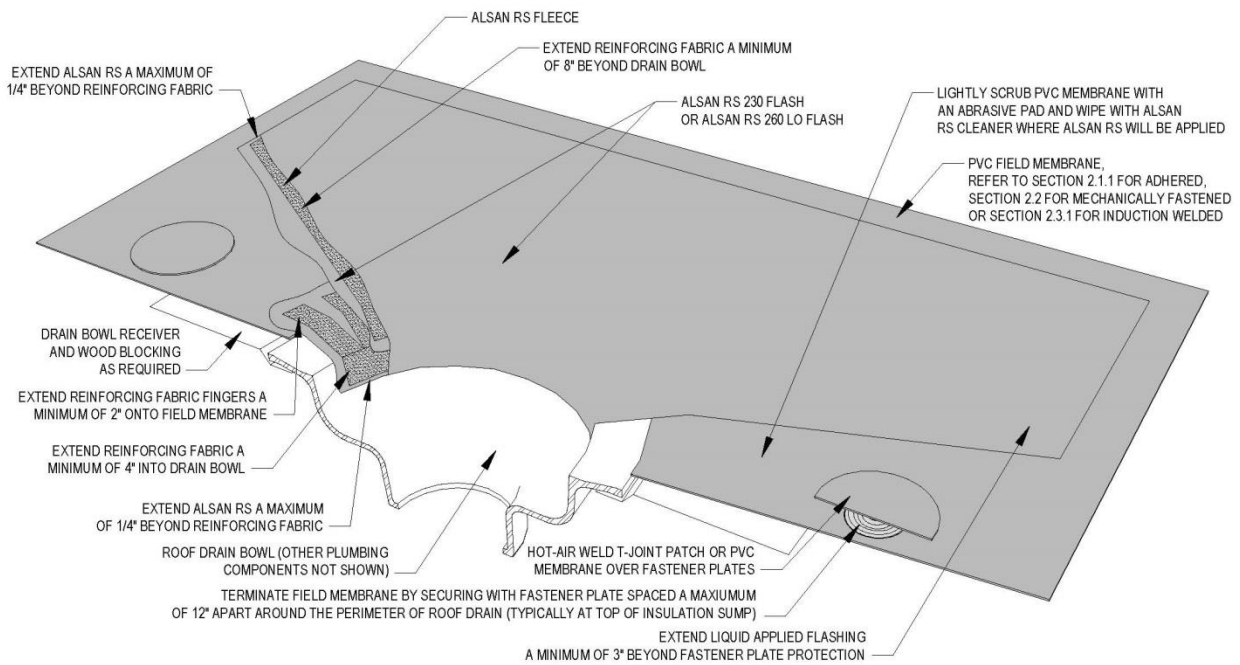 ALSAN RS FLEECE
EXTEND REINFORCING FABRIC A MINIMUM
OF 8" BEYOND DRAIN BOWL
EXTEND ALSAN RS A MAXIMUM OF
1/4" BEYOND REINFORCING FABRIC
ALSAN RS 230 FLASH
OR ALSAN RS 260 LO FLASH
LIGHTLY SCRUB PVC MEMBRANE WITH
AN ABRASIVE PAD AND WIPE WITH ALSAN
RS CLEANER WHERE ALSAN RS WILL BE APPLIED
PVC FIELD MEMBRANE,
REFER TO SECTION 2.1.1 FOR ADHERED,
SECTION 2.2 FOR MECHANICALLY FASTENED
OR SECTION 2.3.1 FOR INDUCTION WELDED
DRAIN BOWL RECEIVER
AND WOOD BLOCKING
AS REQUIRED
EXTEND REINFORCING FABRIC FINGERS A
MINIMUM OF 2" ONTO FIELD MEMBRANE
EXTEND REINFORCING FABRIC A
MINIMUM OF 4" INTO DRAIN BOWL
EXTEND ALSAN RS A MAXIMUM
OF 1/4" BEYOND REINFORCING FABRIC
ROOF DRAIN BOWL (OTHER PLUMBING
COMPONENTS NOT SHOWN)
HOT-AIR WELD T-JOINT PATCH OR PVC
MEMBRANE OVER FASTENER PLATES
TERMINATE FIELD MEMBRANE BY SECURING WITH FASTENER PLATE SPACED A MAXIUMUM
OF 12" APART AROUND THE PERIMETER OF ROOF DRAIN (TYPICALLY AT TOP OF INSULATION SUMP)
EXTEND LIQUID APPLIED FLASHING
A MINIMUM OF 3" BEYOND FASTENER PLATE PROTECTION